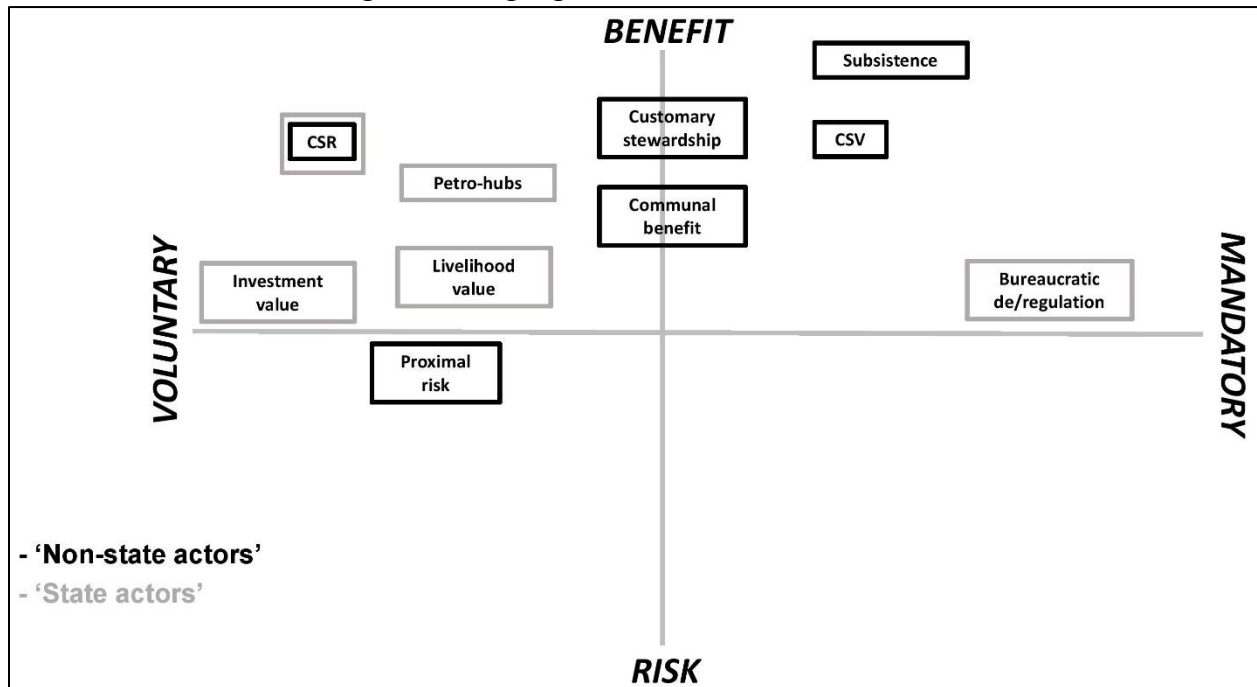 BENEFIT
Subsistence
Customary
stewardship
CSR
CSV
Petro-hubs
Communal
benefit
VOLUNTARY
Investment
value
Livelihood
value
Bureaucratic
de/regulation
MANDATORY
Proximal
risk
- ‘Non-state actors’
- ‘State actors’
RISK